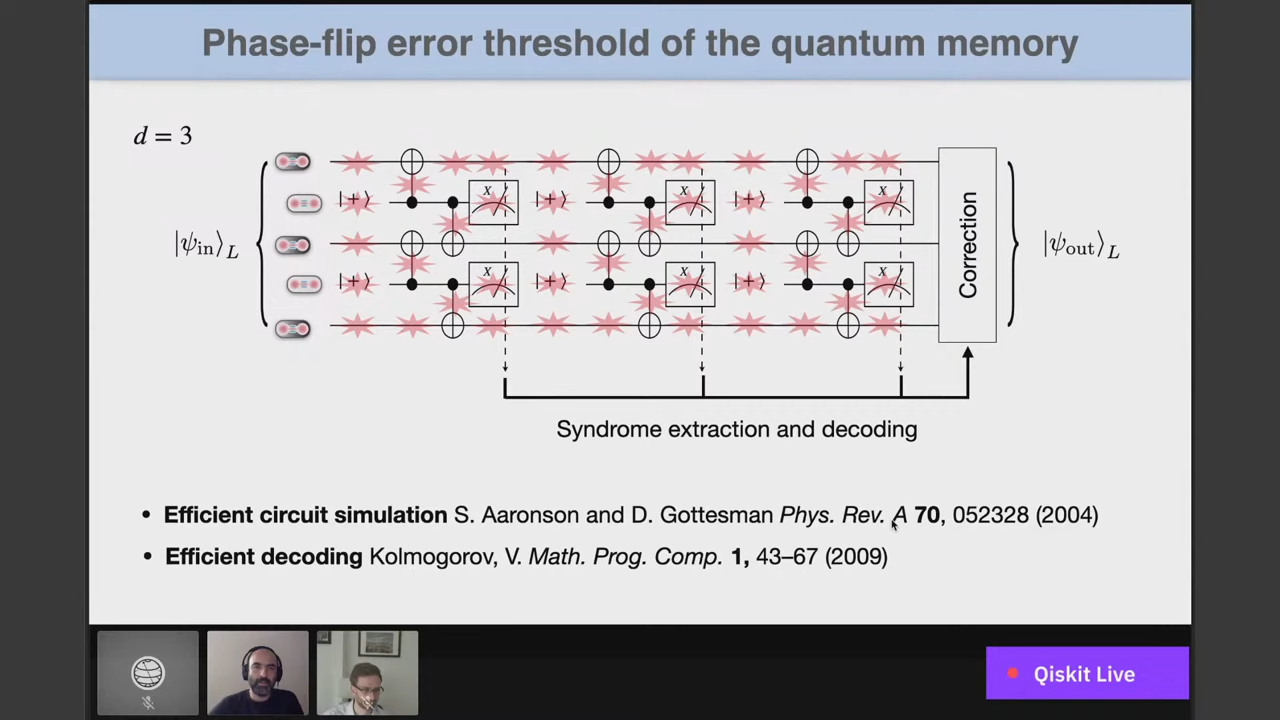 Phase-flip error threshold of the quantum memory
d = 3
|ψin⟩L
|+⟩ X |+⟩ X |+⟩ X
|+⟩ X |+⟩ X |+⟩ X
Correction
|ψout⟩L
Syndrome extraction and decoding
• Efficient circuit simulation S. Aaronson and D. Gottesman Phys. Rev. A 70, 052328 (2004)
• Efficient decoding Kolmogorov, V. Math. Prog. Comp. 1, 43–67 (2009)
Qiskit Live